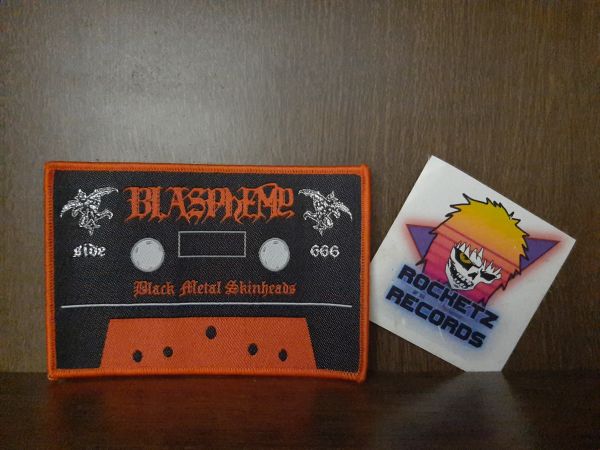 BLASPHEMY
side 666
Black Metal Skinheads
ROCKETZ
RECORDS